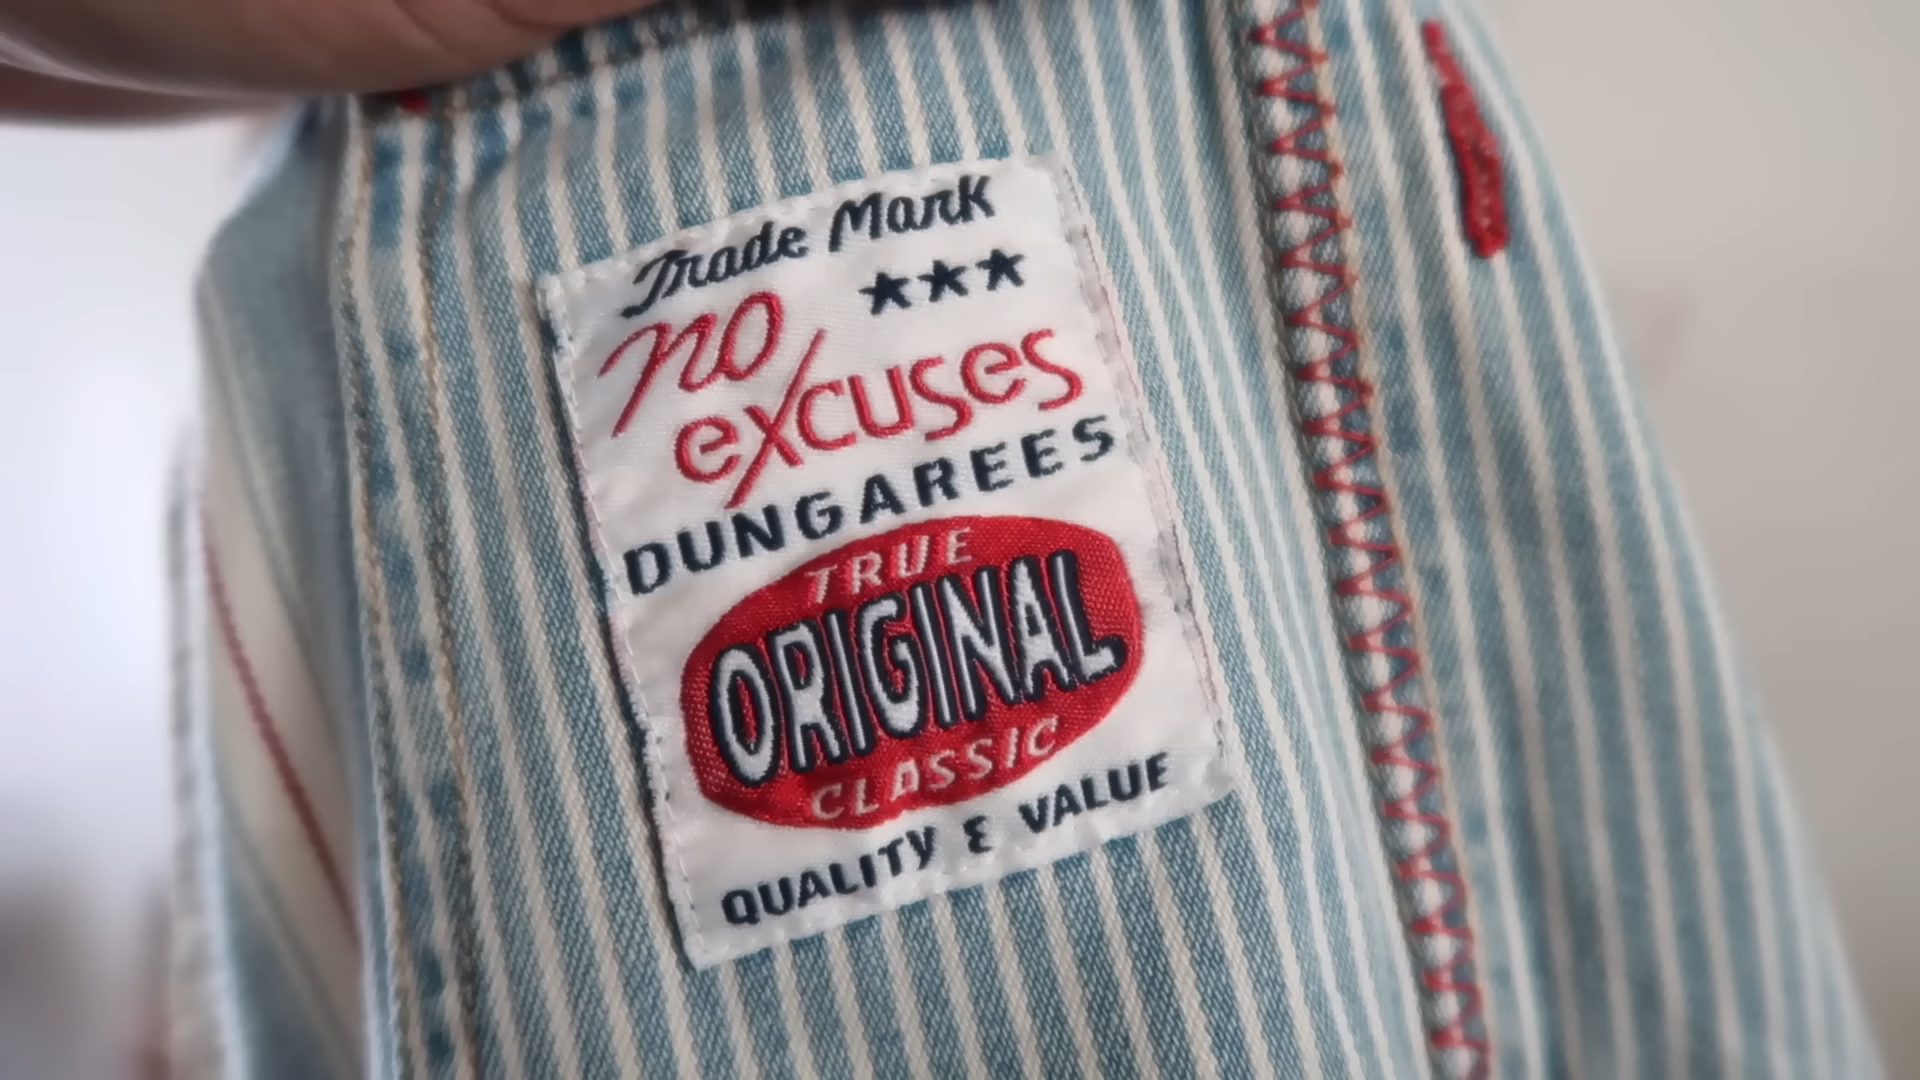 Trade Mark
no
excuses
DUNGAREES
TRUE
ORIGINAL
CLASSIC
QUALITY & VALUE